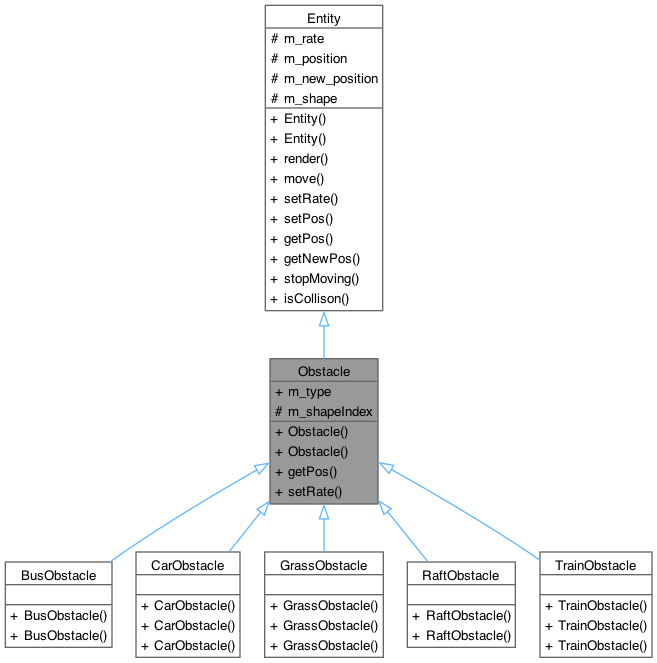 Entity
# m_rate
# m_position
# m_new_position
# m_shape
+ Entity()
+ Entity()
+ render()
+ move()
+ setRate()
+ setPos()
+ getPos()
+ getNewPos()
+ stopMoving()
+ isCollison()
Obstacle
+ m_type
# m_shapeIndex
+ Obstacle()
+ Obstacle()
+ getPos()
+ setRate()
BusObstacle
+ BusObstacle()
+ BusObstacle()
CarObstacle
+ CarObstacle()
+ CarObstacle()
+ CarObstacle()
GrassObstacle
+ GrassObstacle()
+ GrassObstacle()
+ GrassObstacle()
RaftObstacle
+ RaftObstacle()
+ RaftObstacle()
TrainObstacle
+ TrainObstacle()
+ TrainObstacle()
+ TrainObstacle()